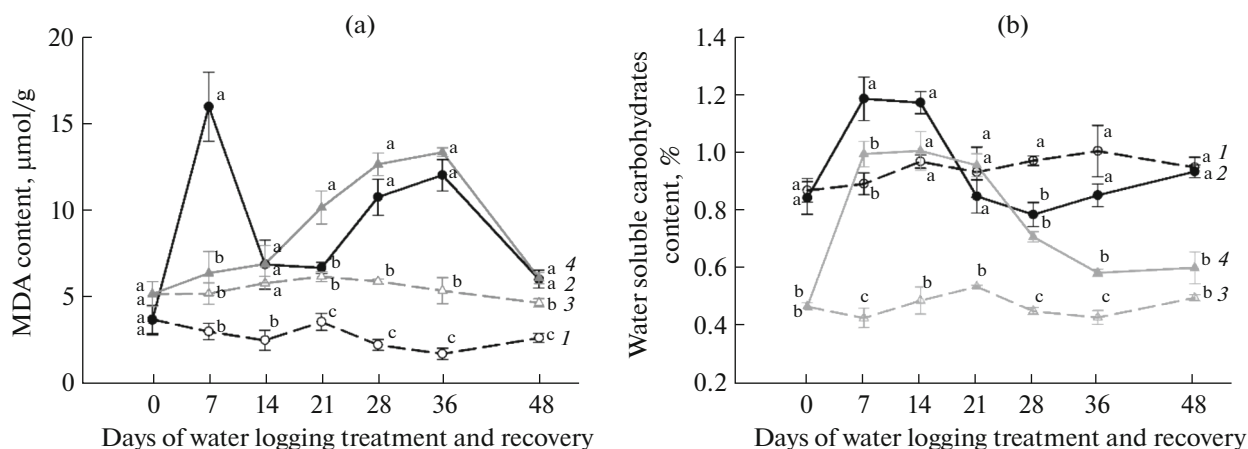 (a)
MDA content, µmol/g
20
15
10
5
0
a
a
a
a
a
b
b
b
a
a
a
b
a
b
c
a
a
b
c
a
a
b
c
a
a
b
c
4
2
3
1
0 7 14 21 28 36 48
Days of water logging treatment and recovery
(b)
Water soluble carbohydrates
content, %
1.4
1.2
1.0
0.8
0.6
0.4
0.2
a
a
b
b
a
b
b
c
a
a
a
b
a
a
a
b
a
b
c
c
a
a
b
c
c
a
a
b
b
1
2
4
3
0 7 14 21 28 36 48
Days of water logging treatment and recovery